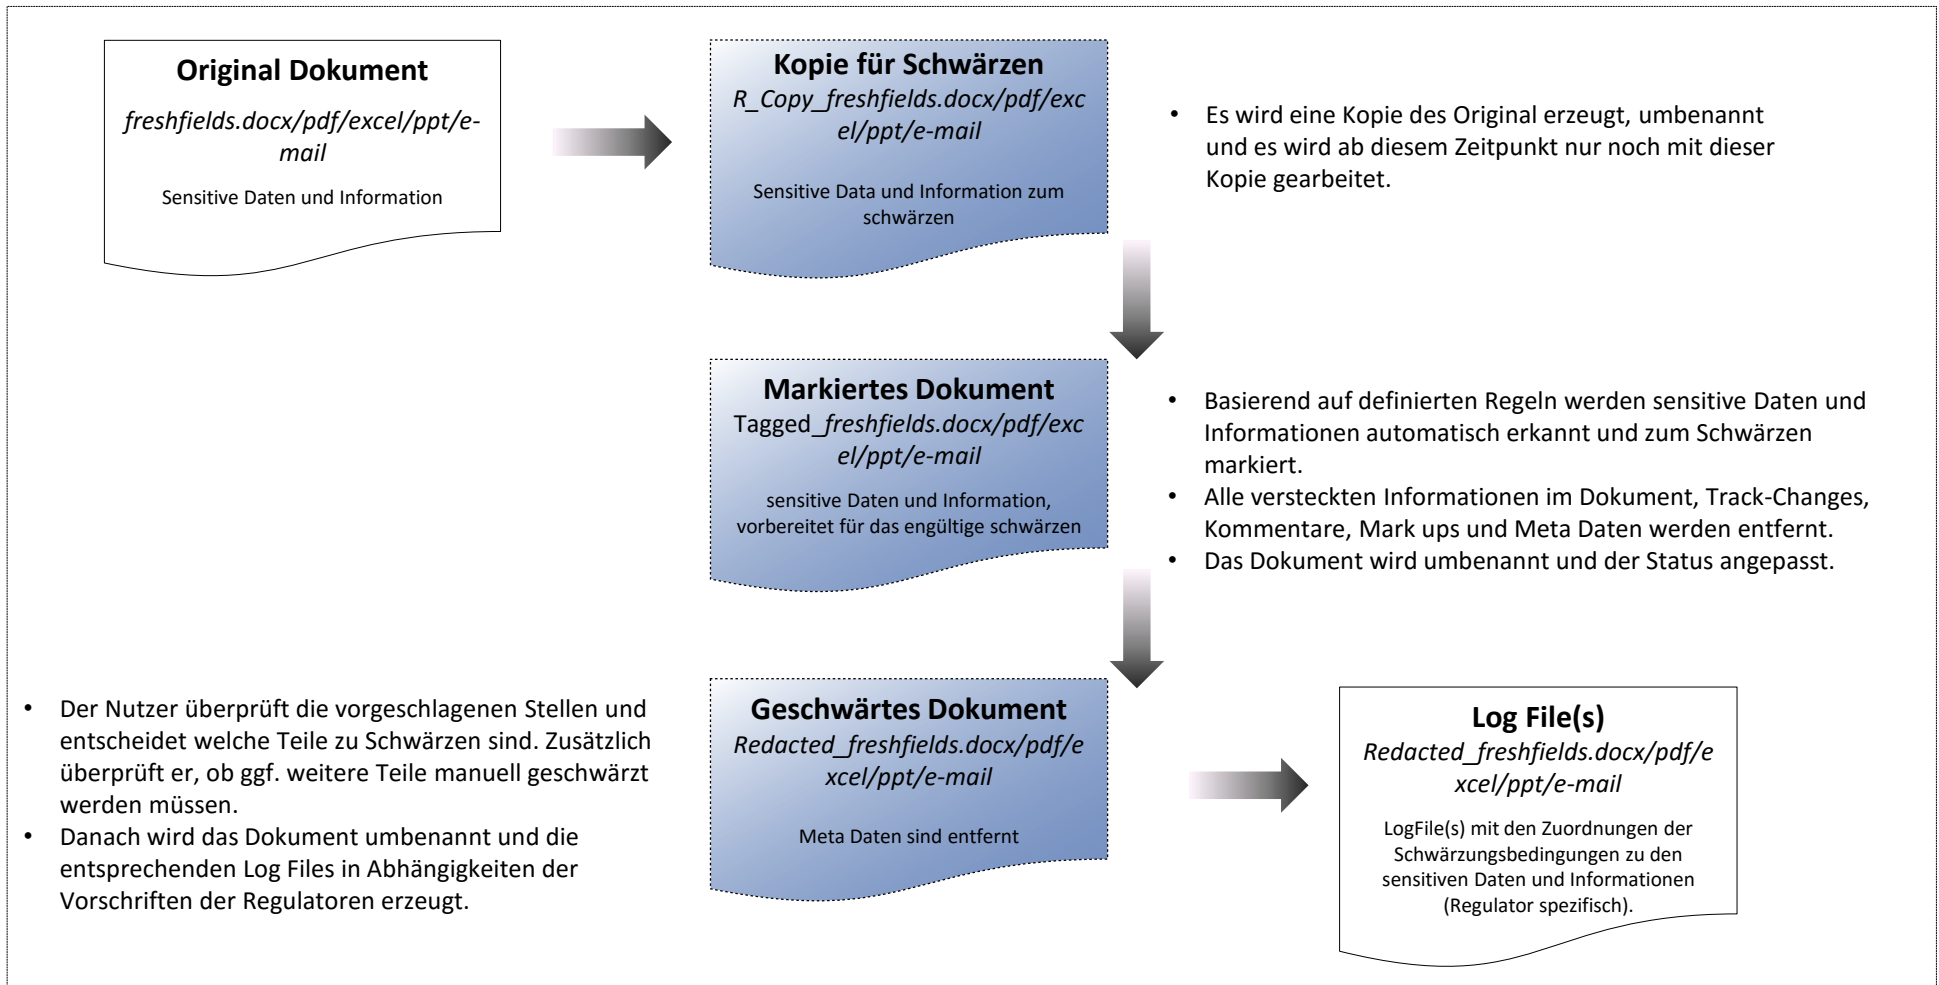 Original Dokument
freshfields.docx/pdf/excel/ppt/e-
mail
Sensitive Daten und Information
Kopie für Schwärzen
R_Copy_freshfields.docx/pdf/exc
el/ppt/e-mail
Sensitive Data und Information zum
schwärzen
• Es wird eine Kopie des Original erzeugt, umbenannt
und es wird ab diesem Zeitpunkt nur noch mit dieser
Kopie gearbeitet.
Markiertes Dokument
Tagged_freshfields.docx/pdf/exc
el/ppt/e-mail
sensitive Daten und Information,
vorbereitet für das engültige schwärzen
• Basierend auf definierten Regeln werden sensitive Daten und
Informationen automatisch erkannt und zum Schwärzen
markiert.
• Alle versteckten Informationen im Dokument, Track-Changes,
Kommentare, Mark ups und Meta Daten werden entfernt.
• Das Dokument wird umbenannt und der Status angepasst.
• Der Nutzer überprüft die vorgeschlagenen Stellen und
entscheidet welche Teile zu Schwärzen sind. Zusätzlich
überprüft er, ob ggf. weitere Teile manuell geschwärzt
werden müssen.
• Danach wird das Dokument umbenannt und die
entsprechenden Log Files in Abhängigkeiten der
Vorschriften der Regulatoren erzeugt.
Geschwärtes Dokument
Redacted_freshfields.docx/pdf/e
xcel/ppt/e-mail
Meta Daten sind entfernt
Log File(s)
Redacted_freshfields.docx/pdf/e
xcel/ppt/e-mail
LogFile(s) mit den Zuordnungen der
Schwärzungsbedingungen zu den
sensitiven Daten und Informationen
(Regulator spezifisch).